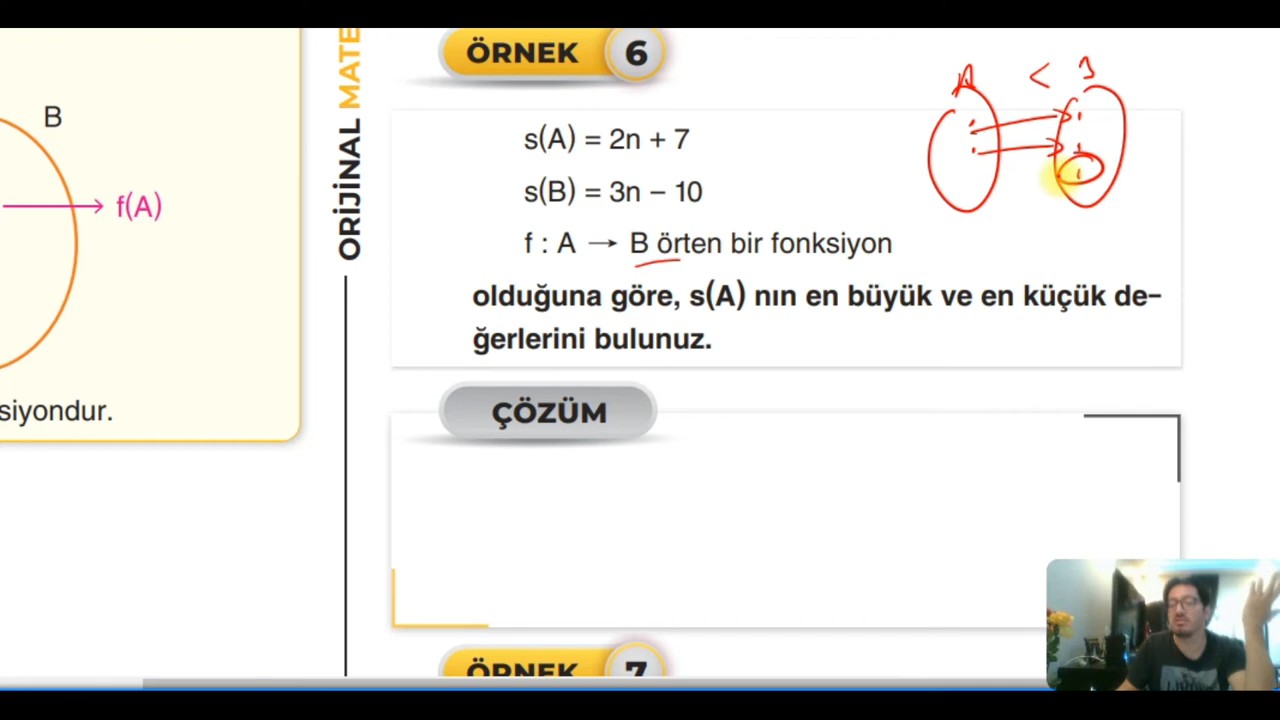 B
f(A)
siyondur.
ORİJİNAL MATE
ÖRNEK 6
A < 3
s(A) = 2n + 7
s(B) = 3n − 10
f : A → B örten bir fonksiyon
olduğuna göre, s(A) nın en büyük ve en küçük de-
ğerlerini bulunuz.
ÇÖZÜM
ÖRNEK 7